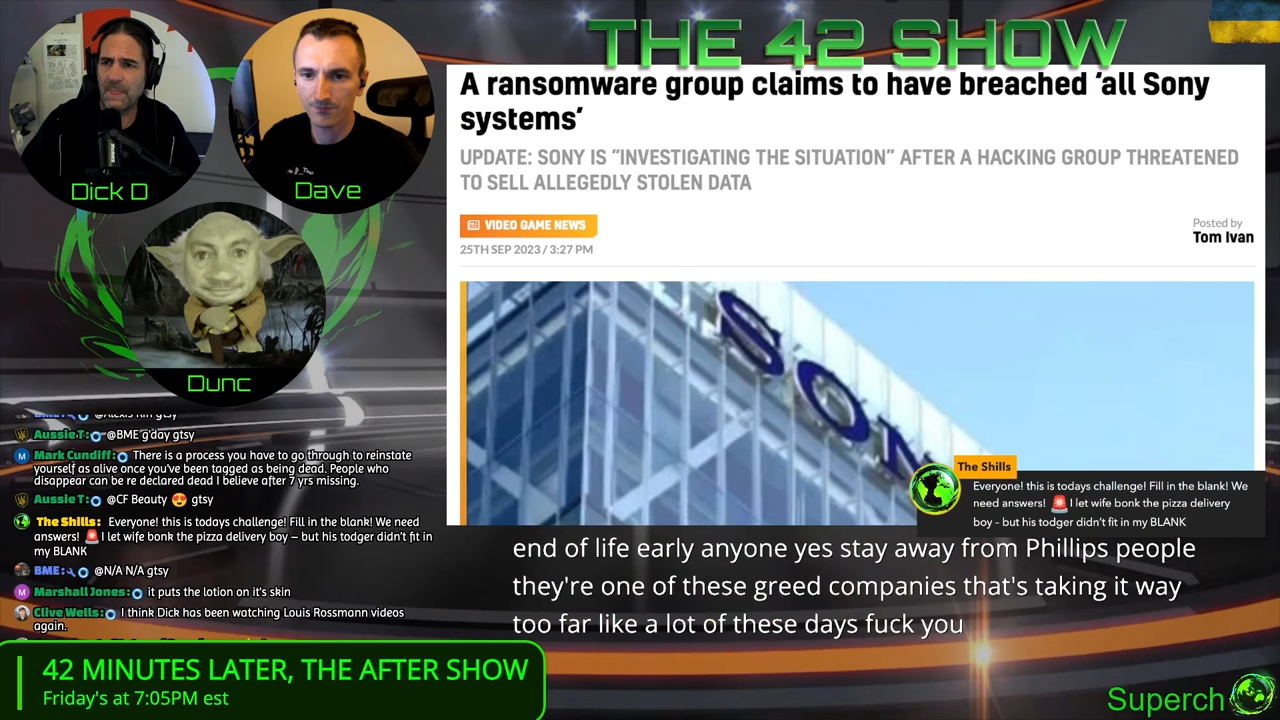 THE 42 SHOW
Dick D
Dave
Dunc
A ransomware group claims to have breached ‘all Sony
systems’
UPDATE: SONY IS “INVESTIGATING THE SITUATION” AFTER A HACKING GROUP THREATENED
TO SELL ALLEGEDLY STOLEN DATA
VIDEO GAME NEWS
25TH SEP 2023 / 3:27 PM
Posted by
Tom Ivan
SON
BME: @Alexis Kim gtsy
Aussie T: @BME g'day gtsy
Mark Cundiff: There is a process you have to go through to reinstate
yourself as alive once you've been tagged as being dead. People who
disappear can be re declared dead I believe after 7 yrs missing.
Aussie T: @CF Beauty 😍 gtsy
The Shills: Everyone! this is todays challenge! Fill in the blank! We need
answers! 🚨 I let wife bonk the pizza delivery boy – but his todger didn't fit in
my BLANK
BME: @N/A N/A gtsy
Marshall Jones: it puts the lotion on it's skin
Clive Wells: I think Dick has been watching Louis Rossmann videos
again.
The Shills
Everyone! this is todays challenge! Fill in the blank! We
need answers! 🚨 I let wife bonk the pizza delivery
boy – but his todger didn't fit in my BLANK
end of life early anyone yes stay away from Phillips people
they're one of these greed companies that's taking it way
too far like a lot of these days fuck you
42 MINUTES LATER, THE AFTER SHOW
Friday's at 7:05PM est
Superch